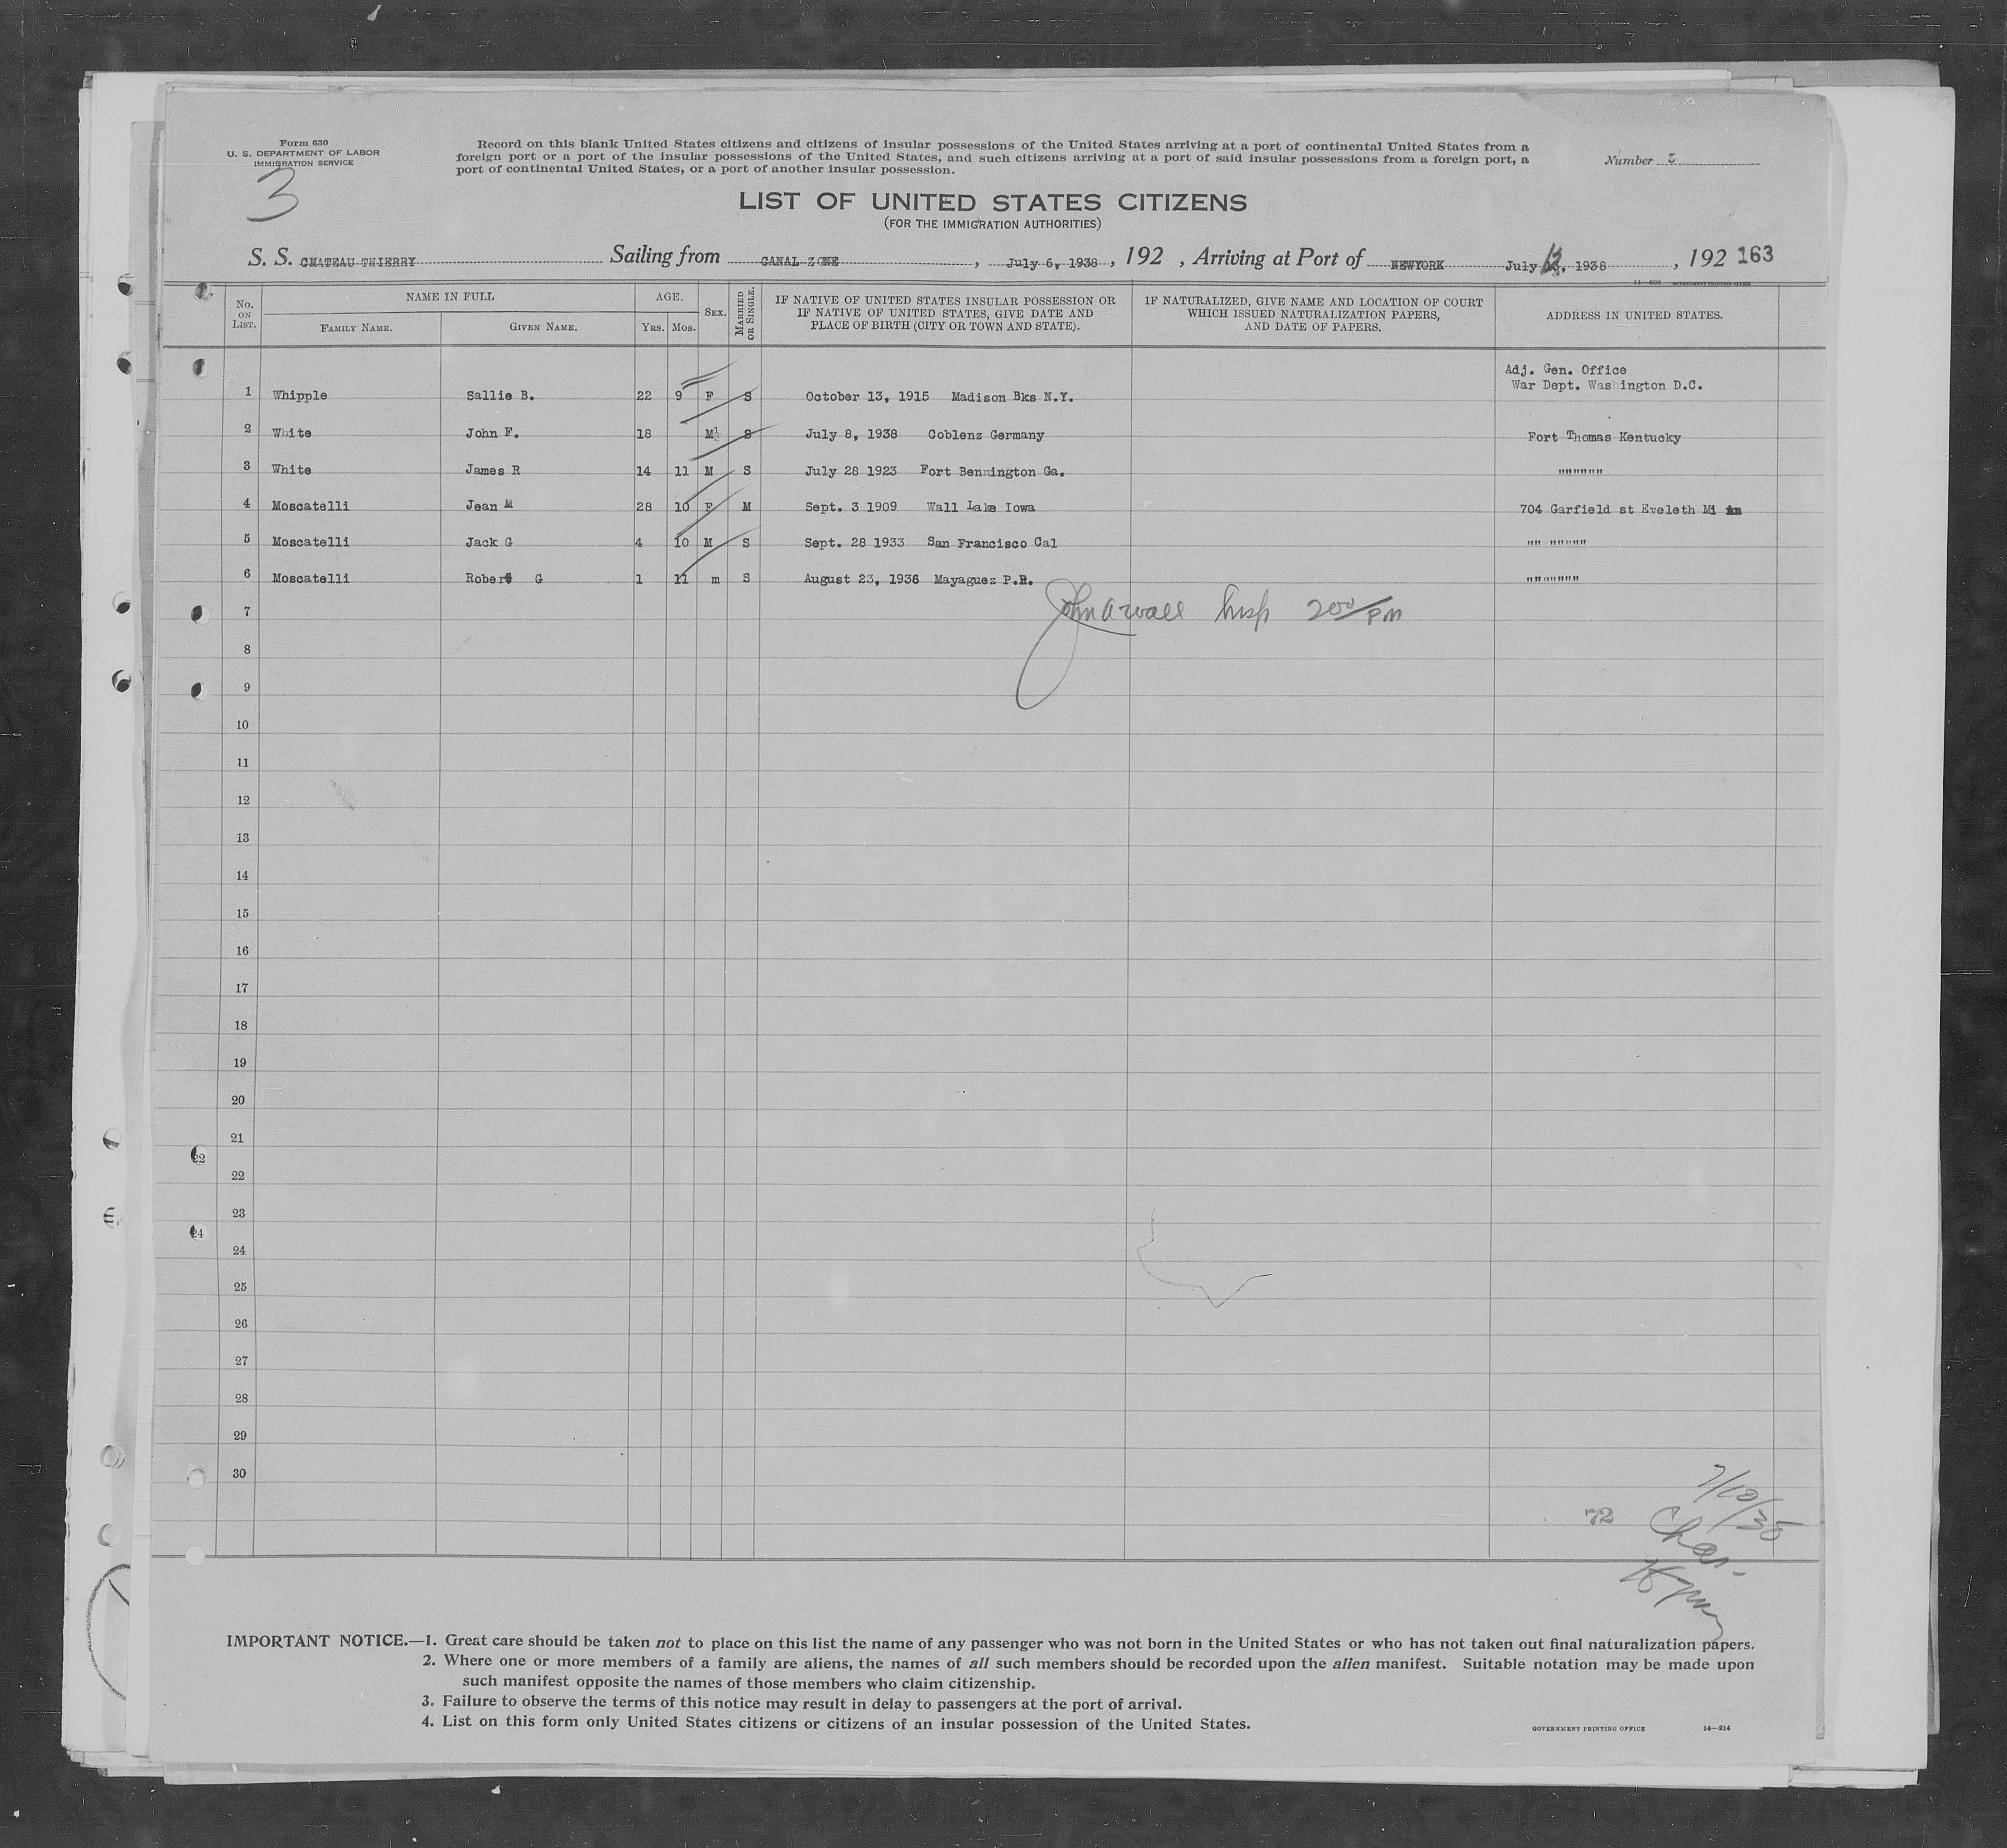 Form 630
U. S. DEPARTMENT OF LABOR
IMMIGRATION SERVICE
3
Record on this blank United States citizens and citizens of insular possessions of the United States arriving at a port of continental United States from a
foreign port or a port of the insular possessions of the United States, and such citizens arriving at a port of said insular possessions from a foreign port, a
port of continental United States, or a port of another insular possession.
Number 3
LIST OF UNITED STATES CITIZENS
(FOR THE IMMIGRATION AUTHORITIES)
S. S. CHATEAU THIERRY Sailing from CANAL ZONE, July 6, 1938, 192 , Arriving at Port of NEWYORK July 13, 1938, 192 163
No. ON LIST.
NAME IN FULL
FAMILY NAME. GIVEN NAME.
AGE.
YRS. MOS.
SEX.
MARRIED OR SINGLE.
IF NATIVE OF UNITED STATES INSULAR POSSESSION OR
IF NATIVE OF UNITED STATES, GIVE DATE AND
PLACE OF BIRTH (CITY OR TOWN AND STATE).
IF NATURALIZED, GIVE NAME AND LOCATION OF COURT
WHICH ISSUED NATURALIZATION PAPERS,
AND DATE OF PAPERS.
ADDRESS IN UNITED STATES.
Adj. Gen. Office
War Dept. Washington D.C.
1 Whipple Sallie B. 22 9 F S October 13, 1915 Madison Bks N.Y.
2 White John F. 18 M S July 8, 1938 Coblenz Germany Fort Thomas Kentucky
3 White James R 14 11 M S July 28 1923 Fort Bennington Ga. """"""
4 Moscatelli Jean M 28 10 F M Sept. 3 1909 Wall Lake Iowa 704 Garfield st Eveleth Mi nn
5 Moscatelli Jack G 4 10 M S Sept. 28 1933 San Francisco Cal "" """""
6 Moscatelli Robert G 1 11 m S August 23, 1936 Mayaguez P.R. """""""
7 Insp 200/PM
8
9
10
11
12
13
14
15
16
17
18
19
20
21
22
22
23
24
24
25
26
27
28
29
30
72
Chas.
IMPORTANT NOTICE.—1. Great care should be taken not to place on this list the name of any passenger who was not born in the United States or who has not taken out final naturalization papers.
2. Where one or more members of a family are aliens, the names of all such members should be recorded upon the alien manifest. Suitable notation may be made upon
such manifest opposite the names of those members who claim citizenship.
3. Failure to observe the terms of this notice may result in delay to passengers at the port of arrival.
4. List on this form only United States citizens or citizens of an insular possession of the United States.
GOVERNMENT PRINTING OFFICE 14—214